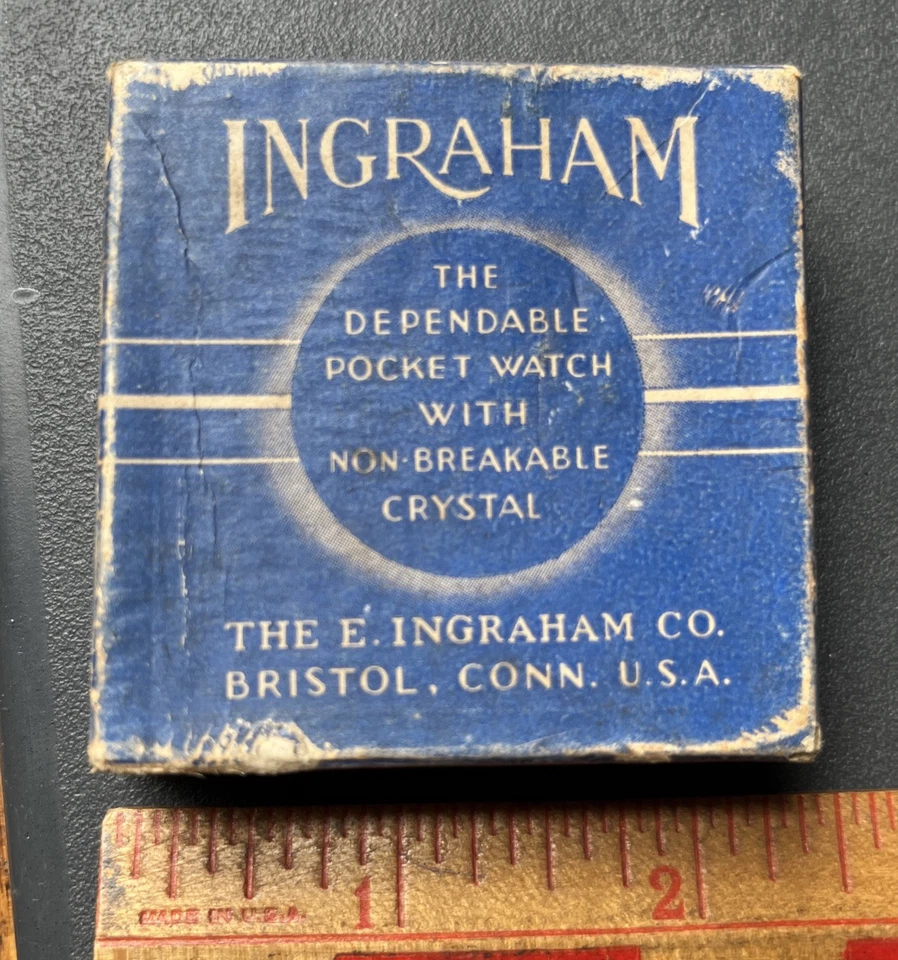 INGRAHAM
THE
DEPENDABLE
POCKET WATCH
WITH
NON-BREAKABLE
CRYSTAL
THE E. INGRAHAM CO.
BRISTOL, CONN. U.S.A.
1 2
MADE IN U.S.A.